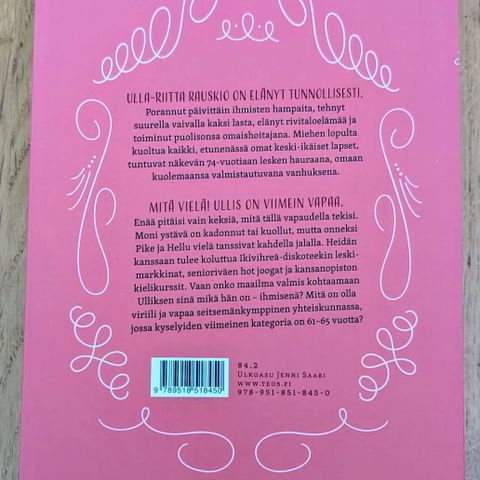 ULLA-RIITTA RAUSKIO ON ELÄNYT TUNNOLLISESTI.
Porannut päivittäin ihmisten hampaita, tehnyt
suurella vaivalla kaksi lasta, elänyt rivitaloelämää ja
toiminut puolisonsa omaishoitajana. Miehen lopulta
kuoltua kaikki, etunenässä omat keski-ikäiset lapset,
tuntuvat näkevän 74-vuotiaan lesken hauraana, omaan
kuolemaansa valmistautuvana vanhuksena.
MITÄ VIELÄ! ULLIS ON VIIMEIN VAPAA.
Enää pitäisi vain keksiä, mitä tällä vapaudella tekisi.
Moni ystävä on kadonnut tai kuollut, mutta onneksi
Pike ja Hellu vielä tanssivat kahdella jalalla. Heidän
kanssaan tulee koluttua Ikivihreä-diskoteekin leski-
markkinat, senioriväen hot joogat ja kansanopiston
kielikurssit. Vaan onko maailma valmis kohtaamaan
Ulliksen sinä mikä hän on – ihmisenä? Mitä on olla
viriili ja vapaa seitsemänkymppinen yhteiskunnassa,
jossa kyselyiden viimeinen kategoria on 61–65 vuotta?
84.2
ULKOASU JENNI SAARI
WWW.TEOS.FI
978-951-851-845-0
9 789518 518450